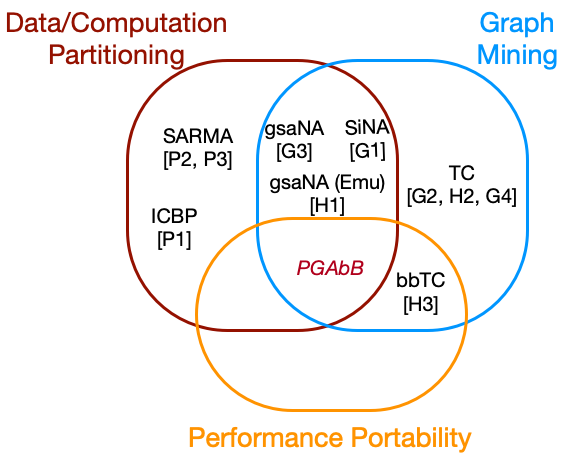 Data/Computation
Partitioning
Graph
Mining
SARMA
[P2, P3]
gsaNA
[G3]
SiNA
[G1]
gsaNA (Emu)
[H1]
TC
[G2, H2, G4]
ICBP
[P1]
PGAbB
bbTC
[H3]
Performance Portability